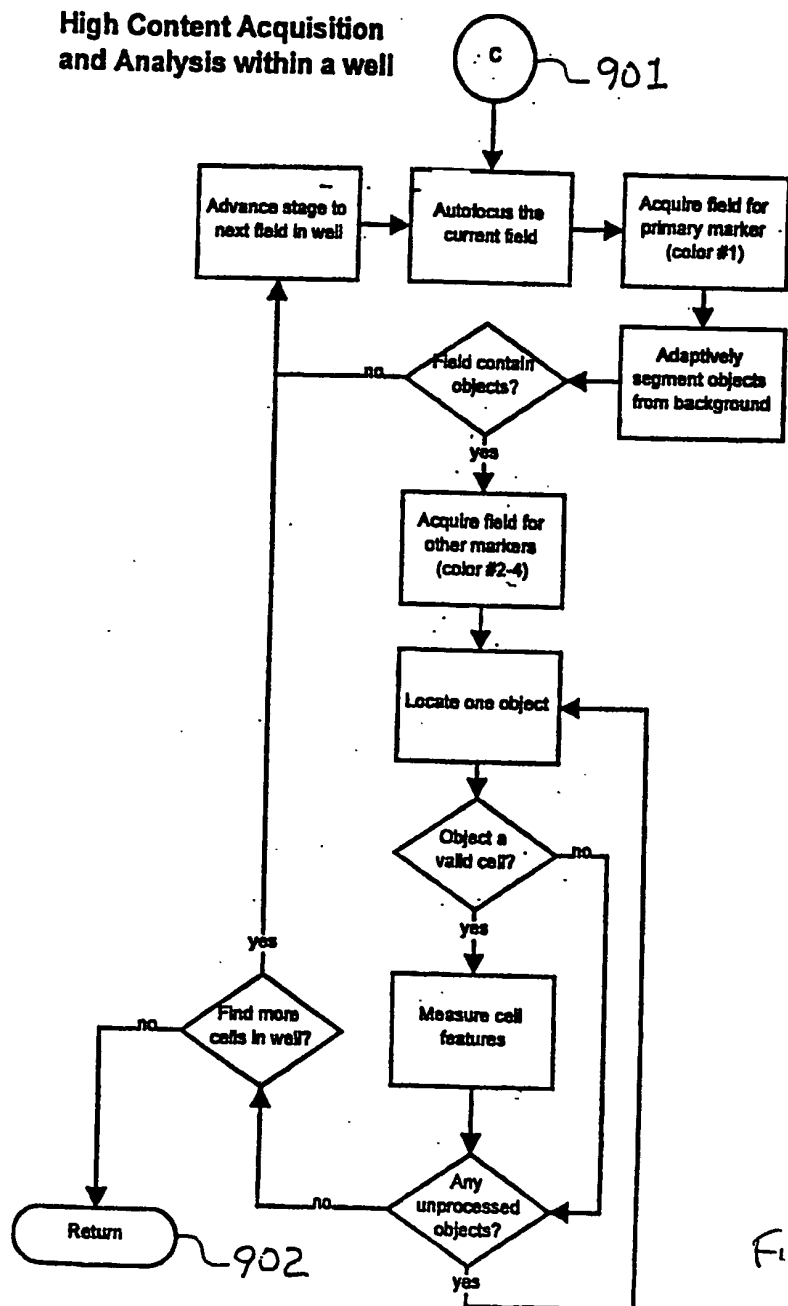 High Content Acquisition
and Analysis within a well
C
901
Advance stage to
next field in well
Autofocus the
current field
Acquire field for
primary marker
(color #1)
Field contain
objects?
no
Adaptively
segment objects
from background
yes
Acquire field for
other markers
(color #2-4)
Locate one object
Object a
valid cell?
no
yes
Measure cell
features
yes
Find more
cells in well?
no
Any
unprocessed
objects?
no
yes
Return
902